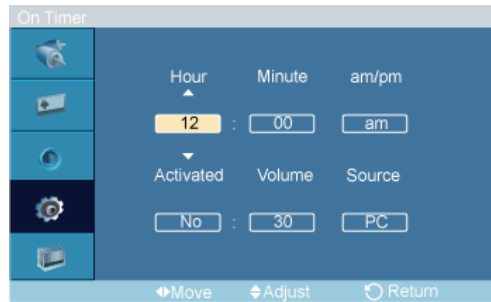 On Timer
Hour Minute am/pm
12 : 00 am
Activated Volume Source
No : 30 PC
Move Adjust Return